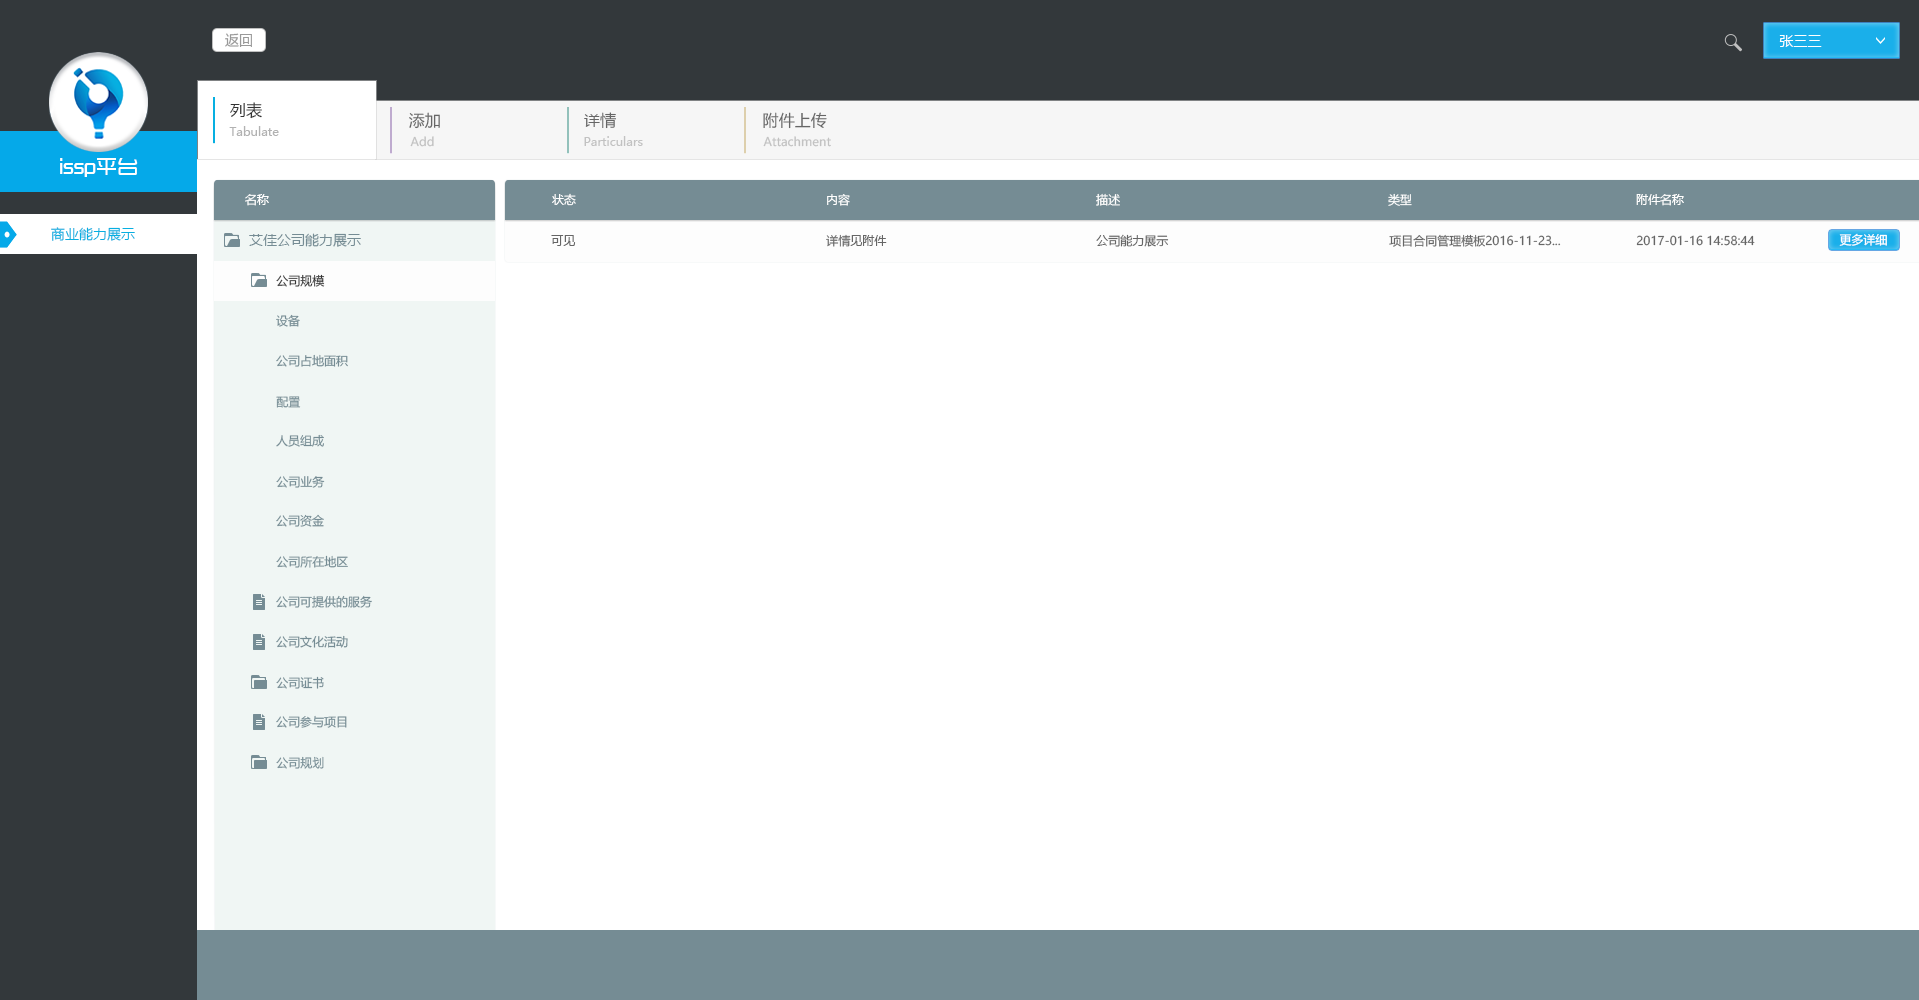 返回
张三三
issp平台
商业能力展示
列表
Tabulate
添加
Add
详情
Particulars
附件上传
Attachment
名称
艾佳公司能力展示
公司规模
设备
公司占地面积
配置
人员组成
公司业务
公司资金
公司所在地区
公司可提供的服务
公司文化活动
公司证书
公司参与项目
公司规划
状态 内容 描述 类型 附件名称
可见 详情见附件 公司能力展示 项目合同管理模板2016-11-23... 2017-01-16 14:58:44 更多详细